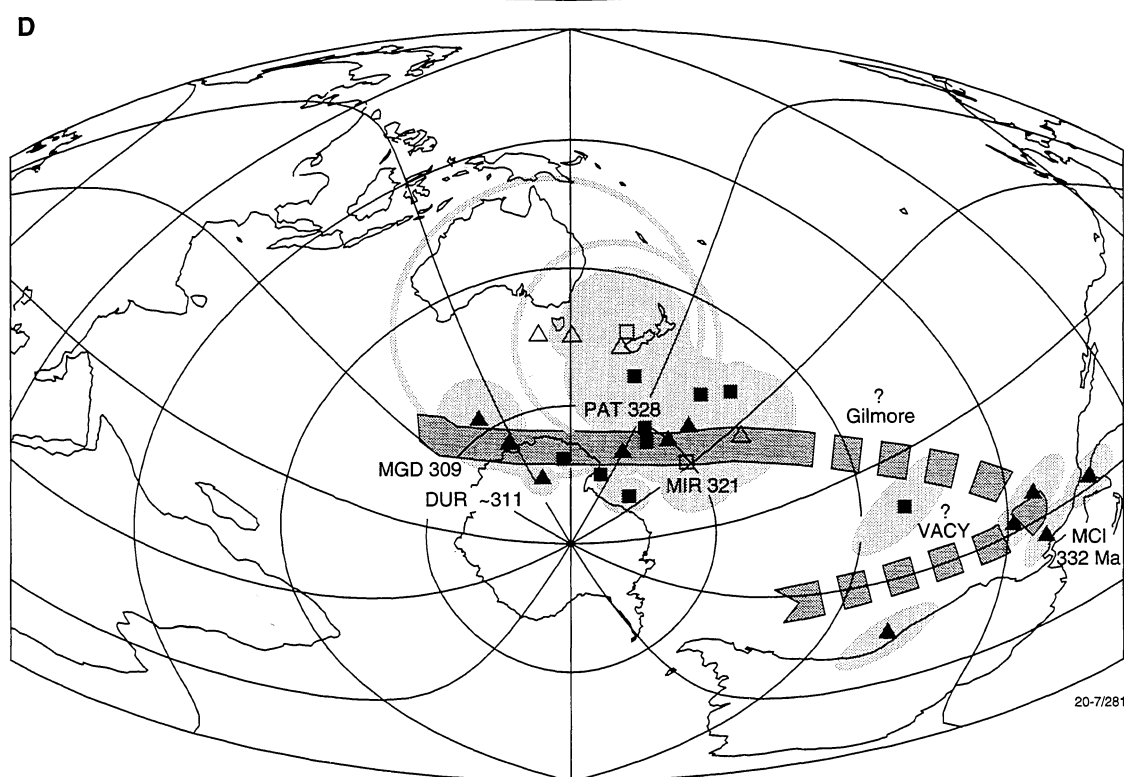 D
?
Gilmore
PAT 328
MGD 309
MIR 321
DUR ~311
?
VACY
MCI
332 Ma
20-7/281